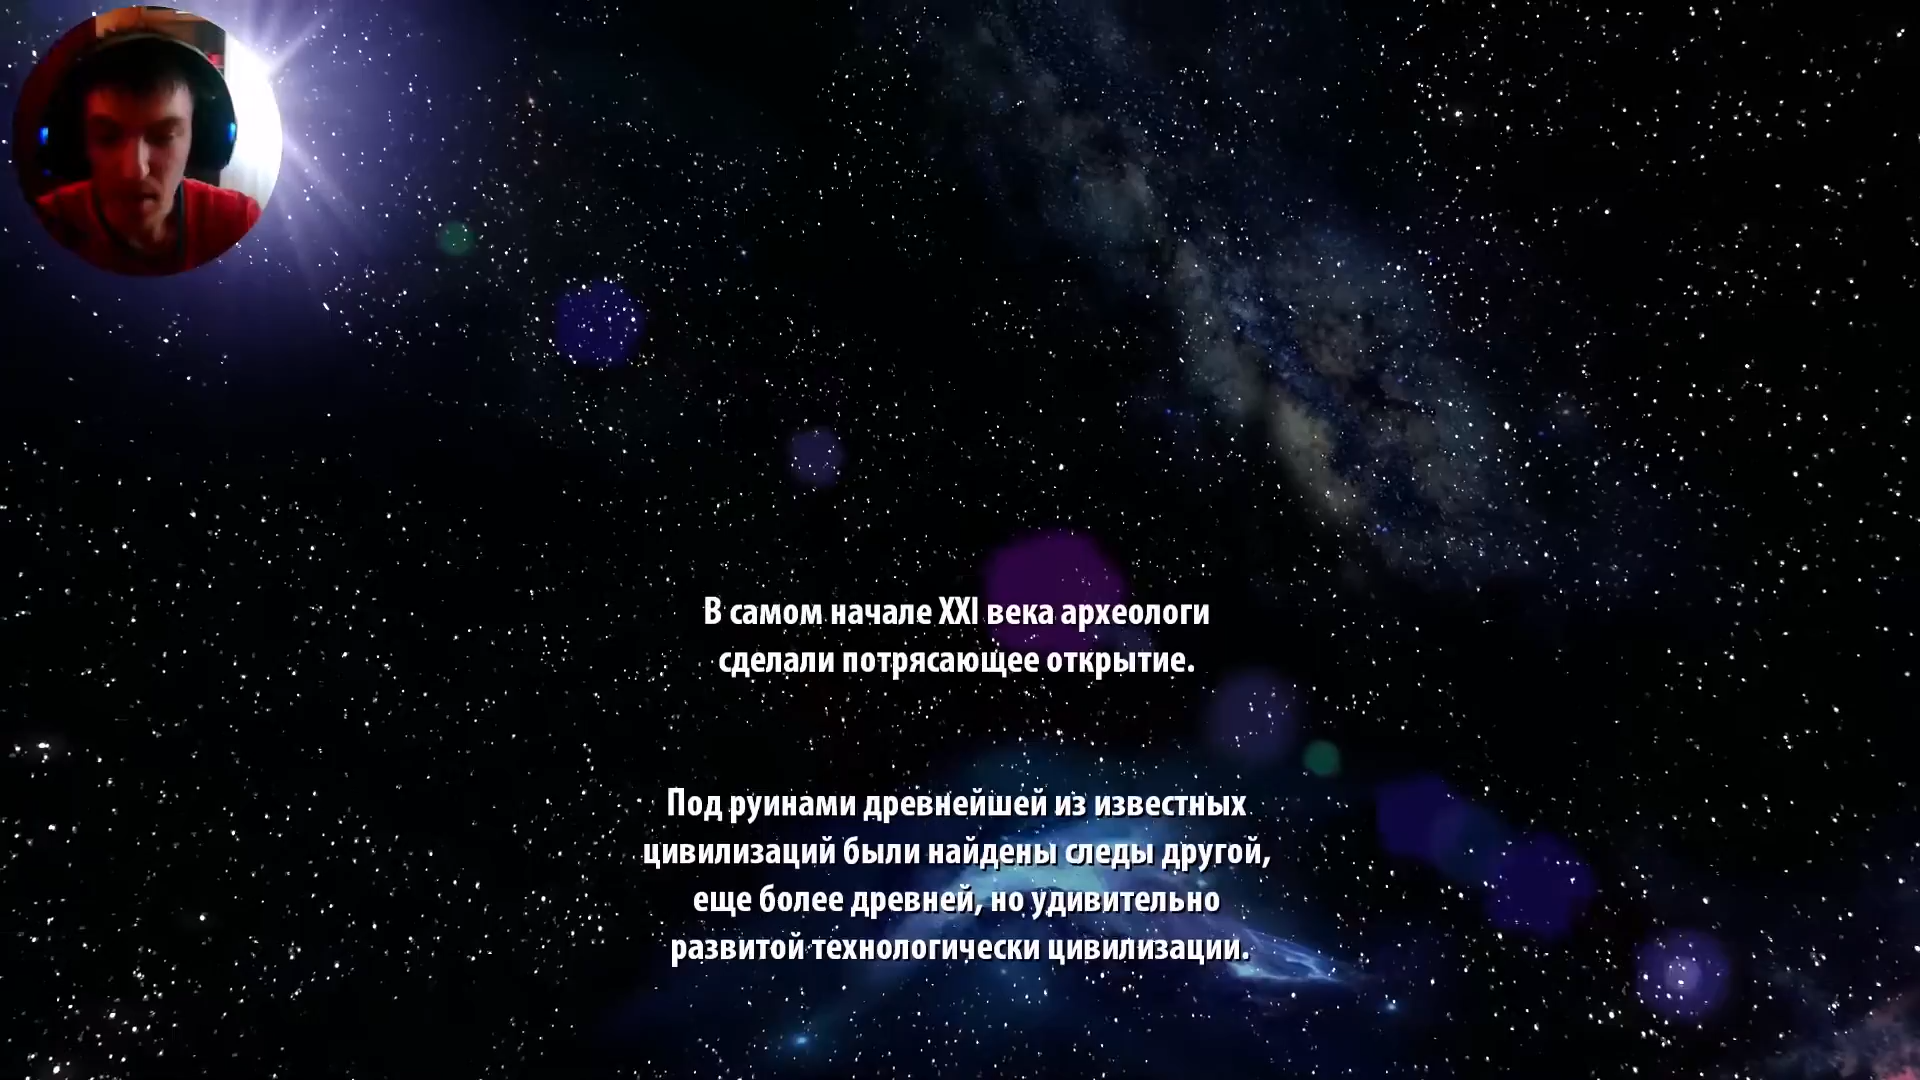 В самом начале XXI века археологи
сделали потрясающее открытие.
Под руинами древнейшей из известных
цивилизаций были найдены следы другой,
еще более древней, но удивительно
развитой технологически цивилизации.